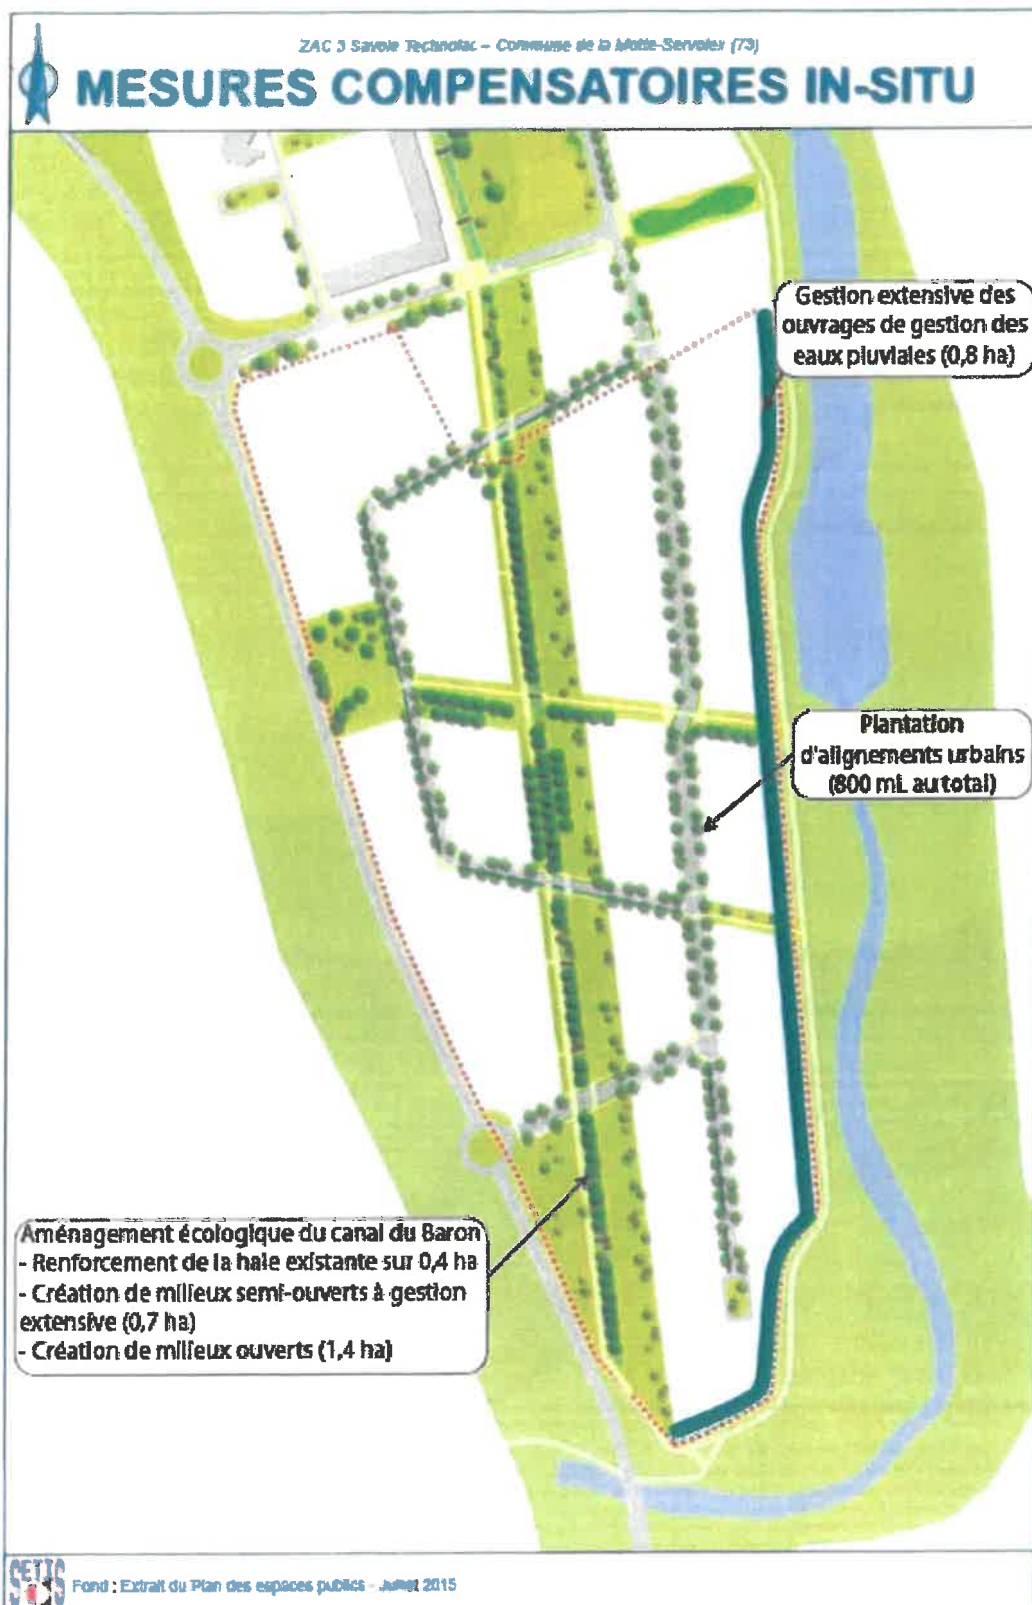 ZAC 3 Savoie Technolac – Commune de la Motte-Servolex (73)
MESURES COMPENSATOIRES IN-SITU
Gestion extensive des
ouvrages de gestion des
eaux pluviales (0,8 ha)
Plantation
d'alignements urbains
(800 mL au total)
Aménagement écologique du canal du Baron
- Renforcement de la haie existante sur 0,4 ha
- Création de milieux semi-ouverts à gestion
extensive (0,7 ha)
- Création de milieux ouverts (1,4 ha)
SETIS
Fond : Extrait du Plan des espaces publics - Juillet 2015